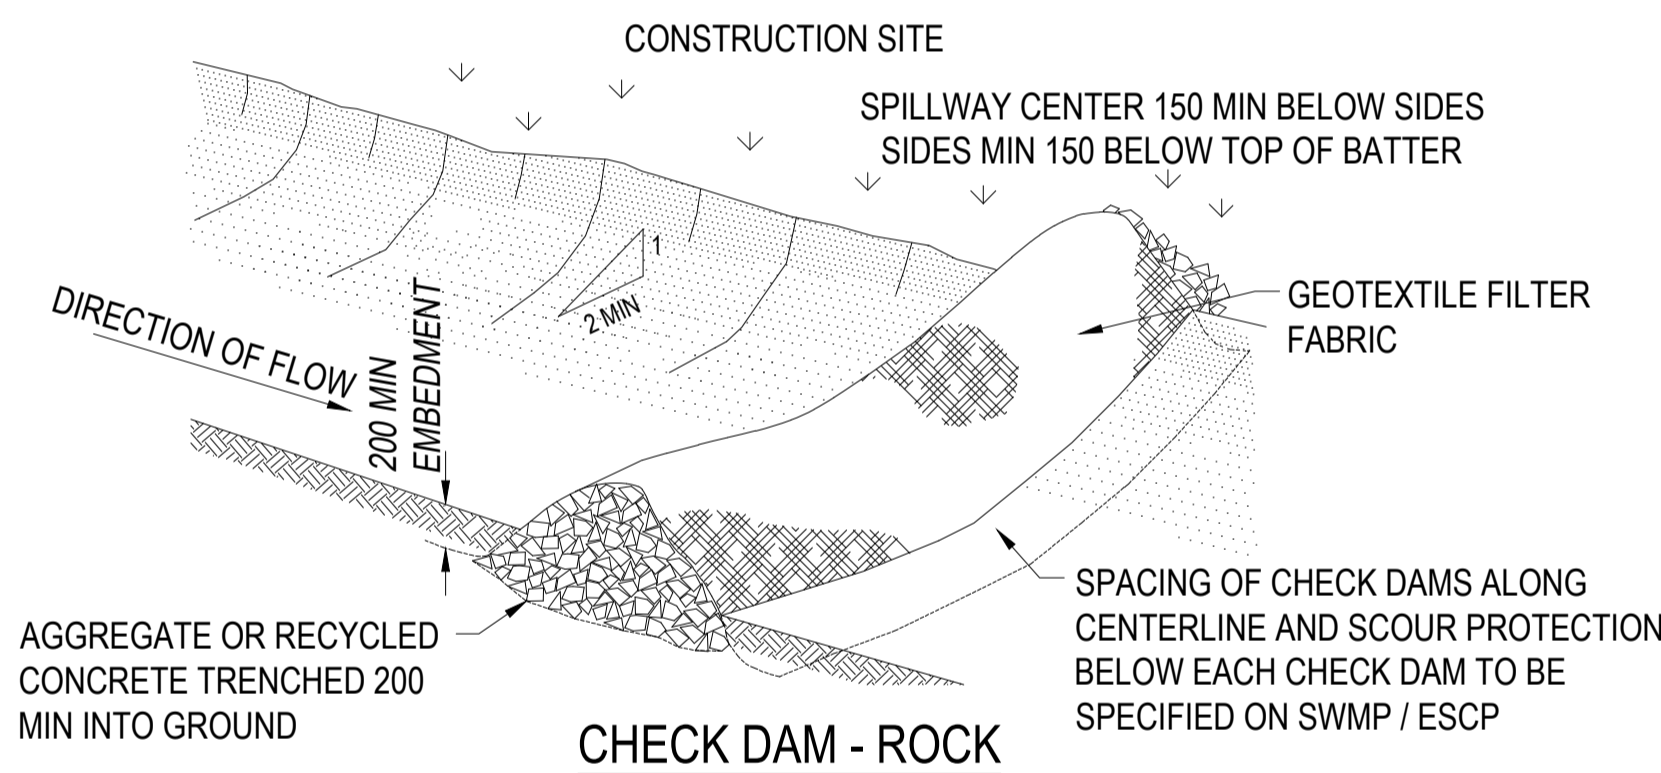 CONSTRUCTION SITE
SPILLWAY CENTER 150 MIN BELOW SIDES
SIDES MIN 150 BELOW TOP OF BATTER
1
2 MIN
DIRECTION OF FLOW
200 MIN
EMBEDMENT
GEOTEXTILE FILTER
FABRIC
AGGREGATE OR RECYCLED
CONCRETE TRENCHED 200
MIN INTO GROUND
SPACING OF CHECK DAMS ALONG
CENTERLINE AND SCOUR PROTECTION
BELOW EACH CHECK DAM TO BE
SPECIFIED ON SWMP / ESCP
CHECK DAM - ROCK